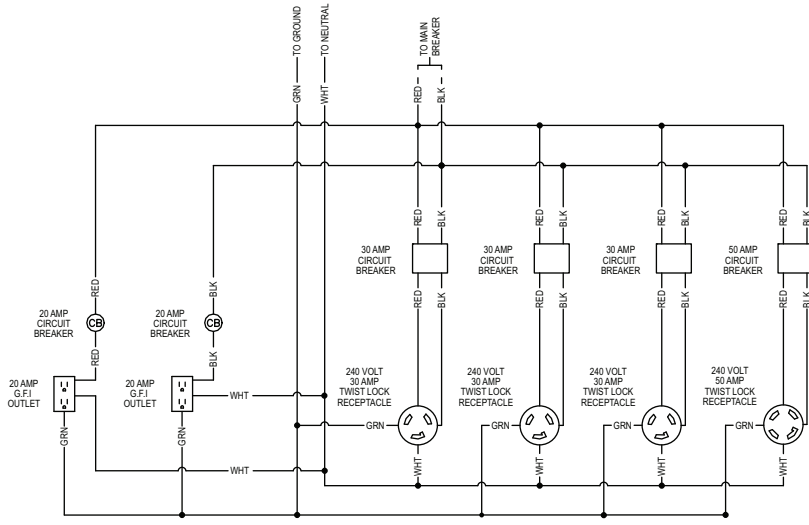 TO GROUND
TO NEUTRAL
TO MAIN
BREAKER
GRN
WHT
RED
BLK
RED
BLK
RED
BLK
RED
BLK
RED
BLK
30 AMP
CIRCUIT
BREAKER
30 AMP
CIRCUIT
BREAKER
30 AMP
CIRCUIT
BREAKER
50 AMP
CIRCUIT
BREAKER
RED
BLK
RED
BLK
RED
BLK
RED
BLK
RED
BLK
20 AMP
CIRCUIT
BREAKER
CB
20 AMP
CIRCUIT
BREAKER
CB
RED
BLK
20 AMP
G.F.I
OUTLET
20 AMP
G.F.I
OUTLET
WHT
240 VOLT
30 AMP
TWIST LOCK
RECEPTACLE
240 VOLT
30 AMP
TWIST LOCK
RECEPTACLE
240 VOLT
30 AMP
TWIST LOCK
RECEPTACLE
240 VOLT
50 AMP
TWIST LOCK
RECEPTACLE
GRN
GRN
GRN
GRN
GRN
GRN
WHT
WHT
WHT
WHT
WHT